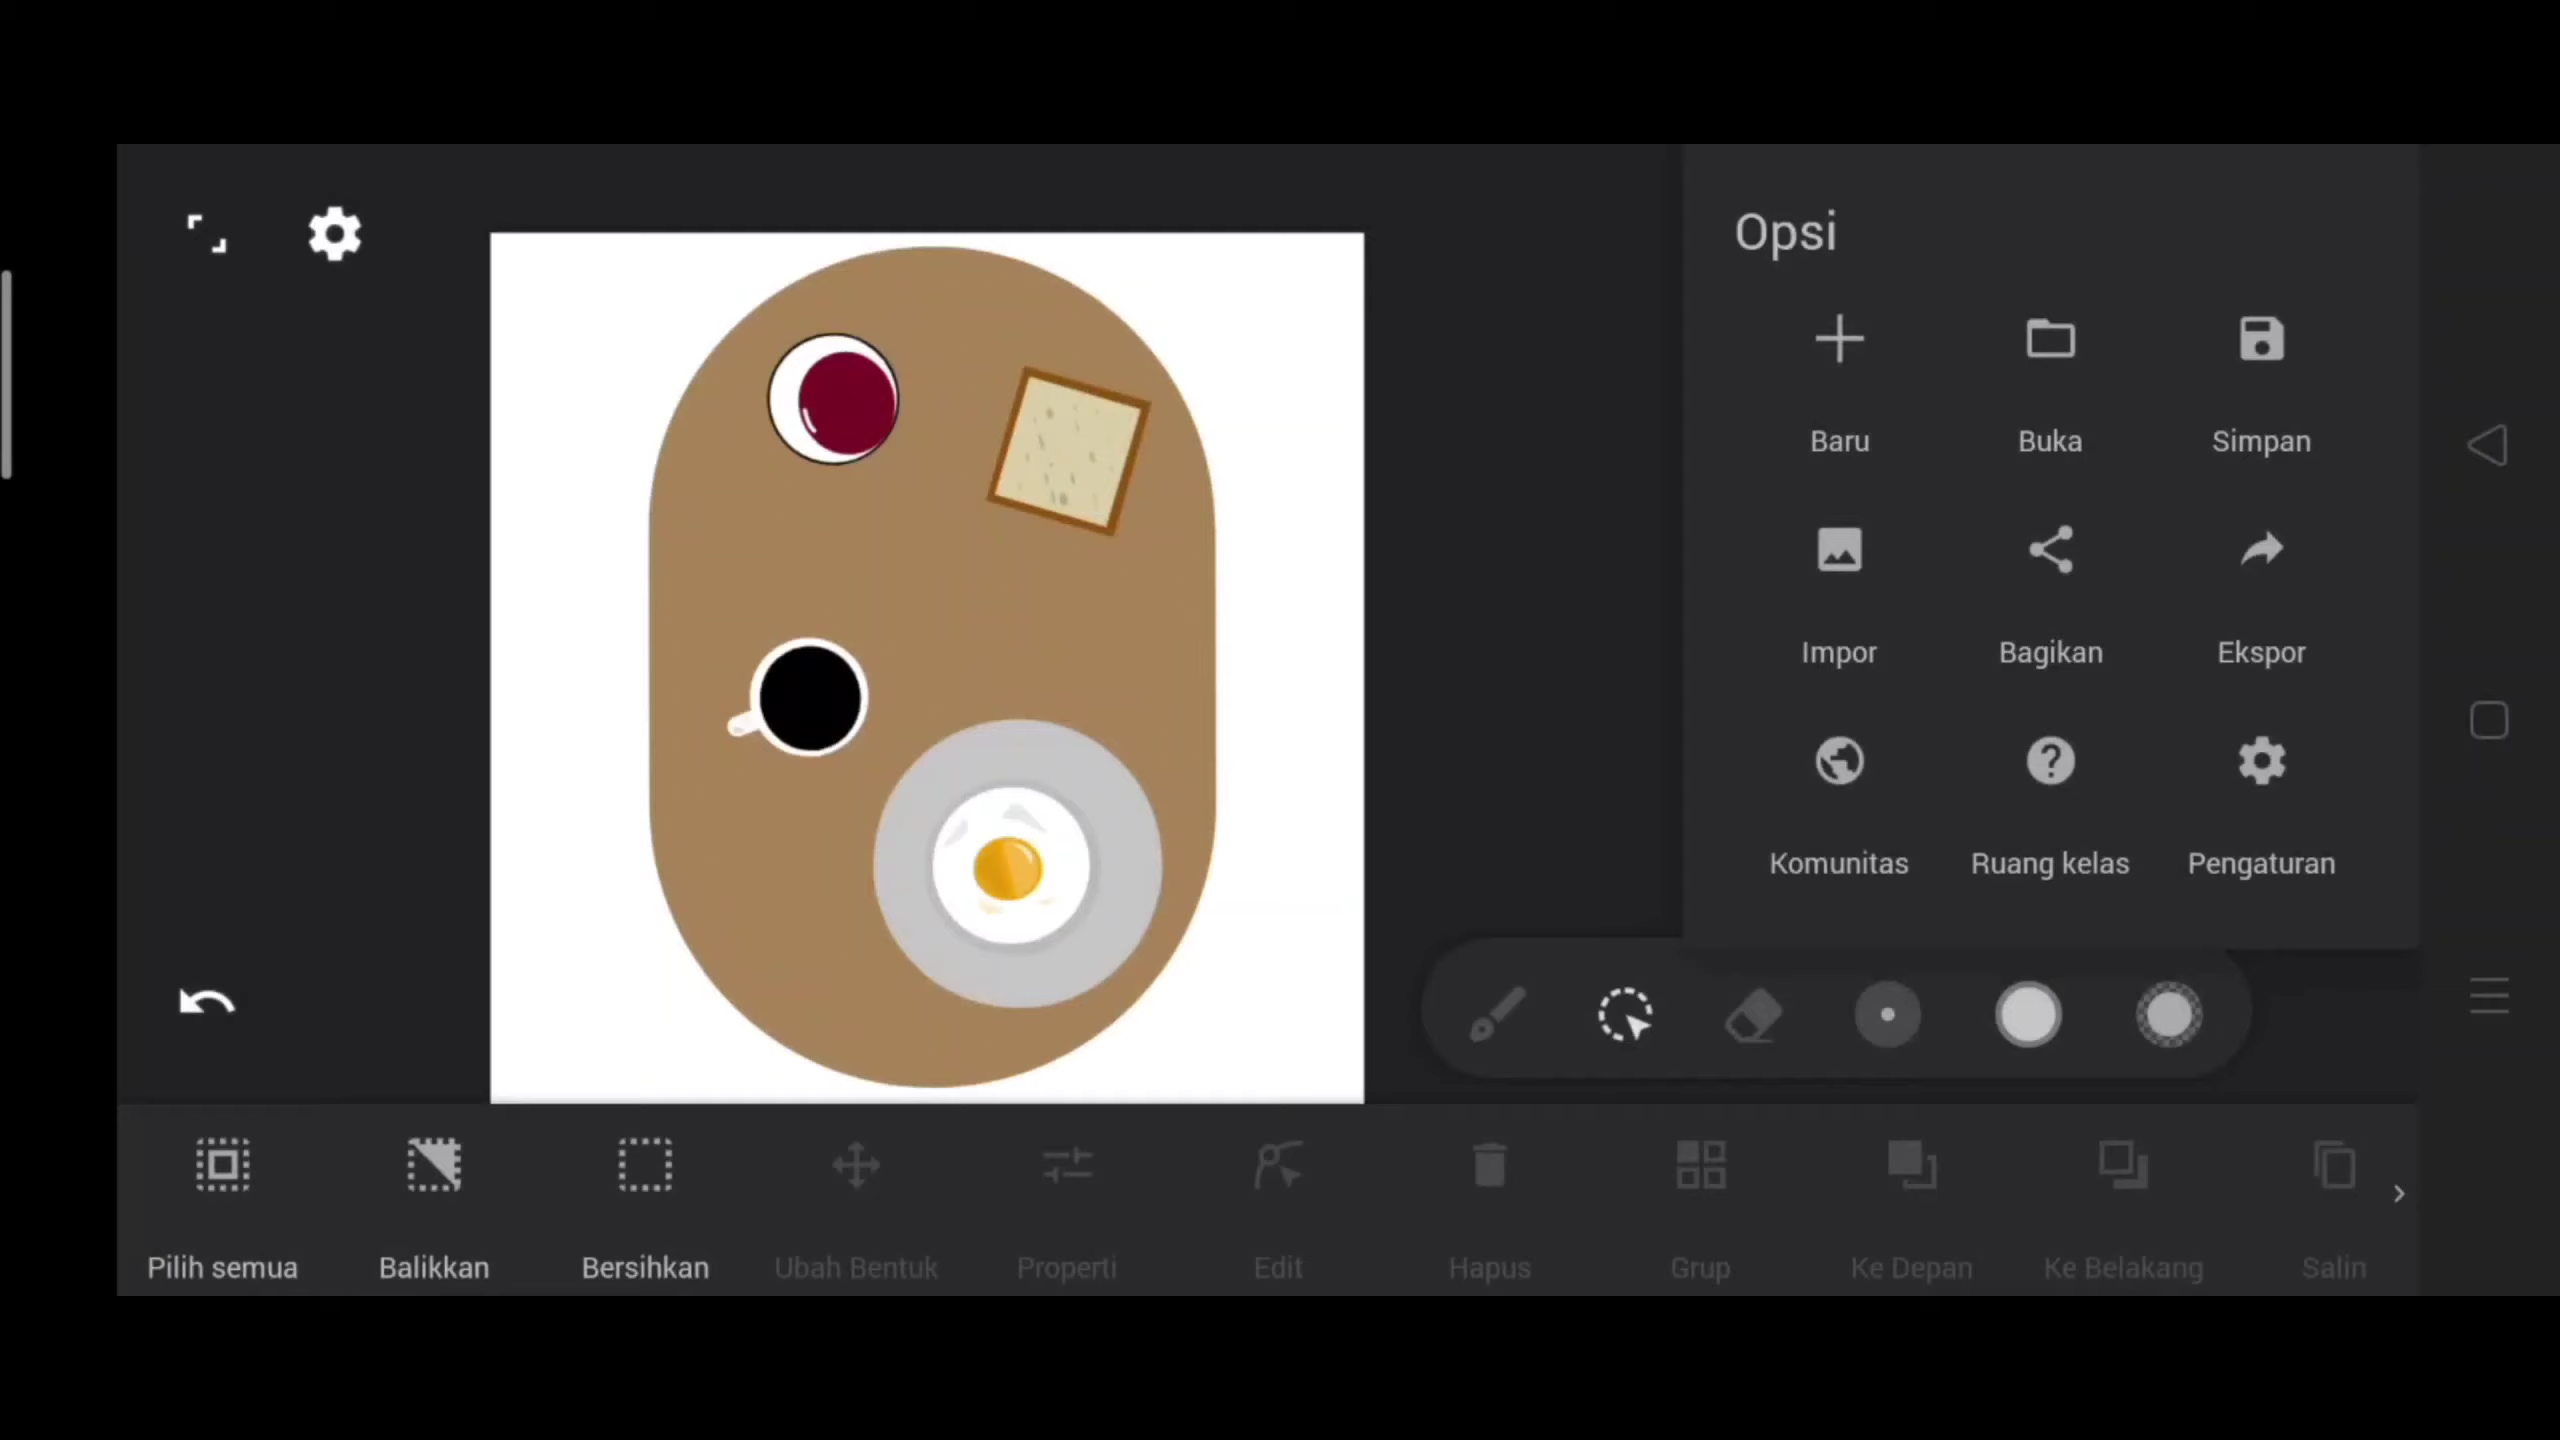 Opsi
Baru Buka Simpan
Impor Bagikan Ekspor
Komunitas Ruang kelas Pengaturan
Pilih semua Balikkan Bersihkan Ubah Bentuk Properti Edit Hapus Grup Ke Depan Ke Belakang Salin